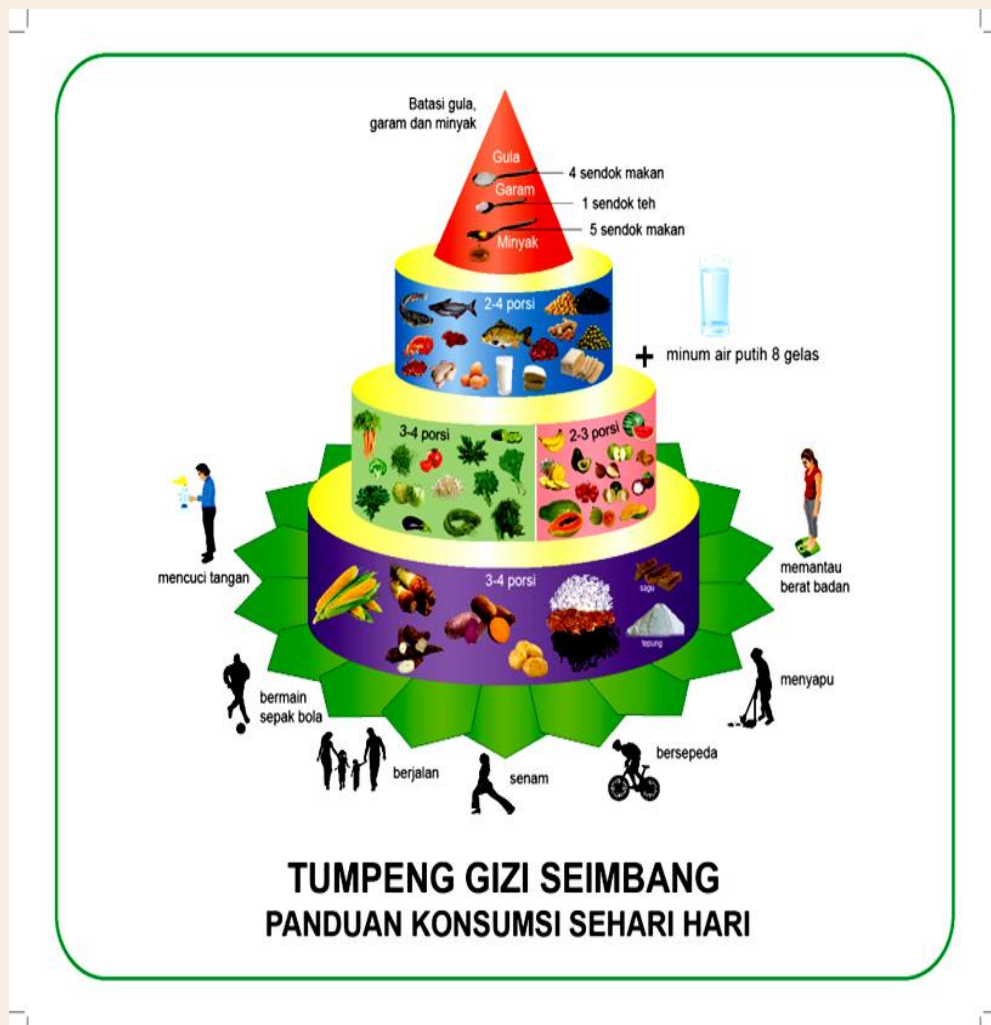 Batasi gula,
garam dan minyak
Gula
4 sendok makan
Garam
1 sendok teh
5 sendok makan
Minyak
2-4 porsi
+ minum air putih 8 gelas
3-4 porsi
2-3 porsi
mencuci tangan
memantau
berat badan
3-4 porsi
sagu
tepung
bermain
sepak bola
menyapu
berjalan
senam
bersepeda
TUMPENG GIZI SEIMBANG
PANDUAN KONSUMSI SEHARI HARI